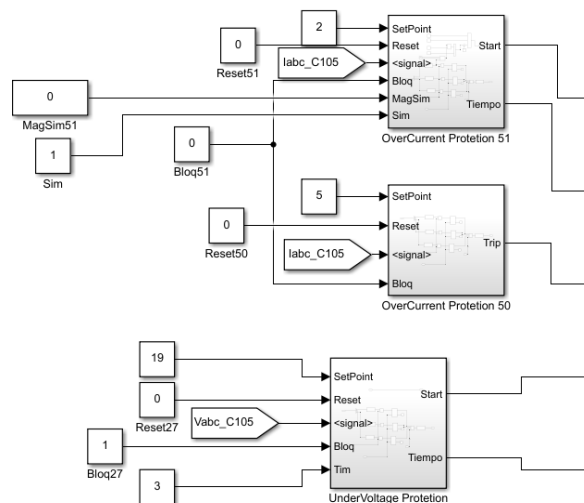 2
SetPoint
0
Reset
Start
Reset51
Iabc_C105
<signal>
Bloq
0
MagSim
Tiempo
MagSim51
Sim
OverCurrent Protetion 51
1
0
Sim
Bloq51
5
SetPoint
0
Reset
Trip
Reset50
Iabc_C105
<signal>
Bloq
OverCurrent Protetion 50
19
SetPoint
0
Reset
Start
Reset27
Vabc_C105
<signal>
1
Bloq
Tiempo
Bloq27
Tim
3
UnderVoltage Protetion